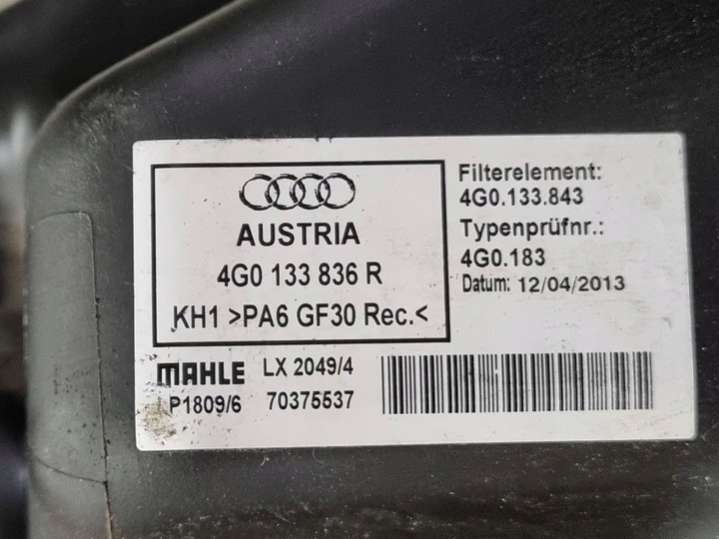 AUSTRIA
4G0 133 836 R
KH1 >PA6 GF30 Rec.<
Filterelement:
4G0.133.843
Typenprüfnr.:
4G0.183
Datum: 12/04/2013
MAHLE LX 2049/4
P1809/6 70375537